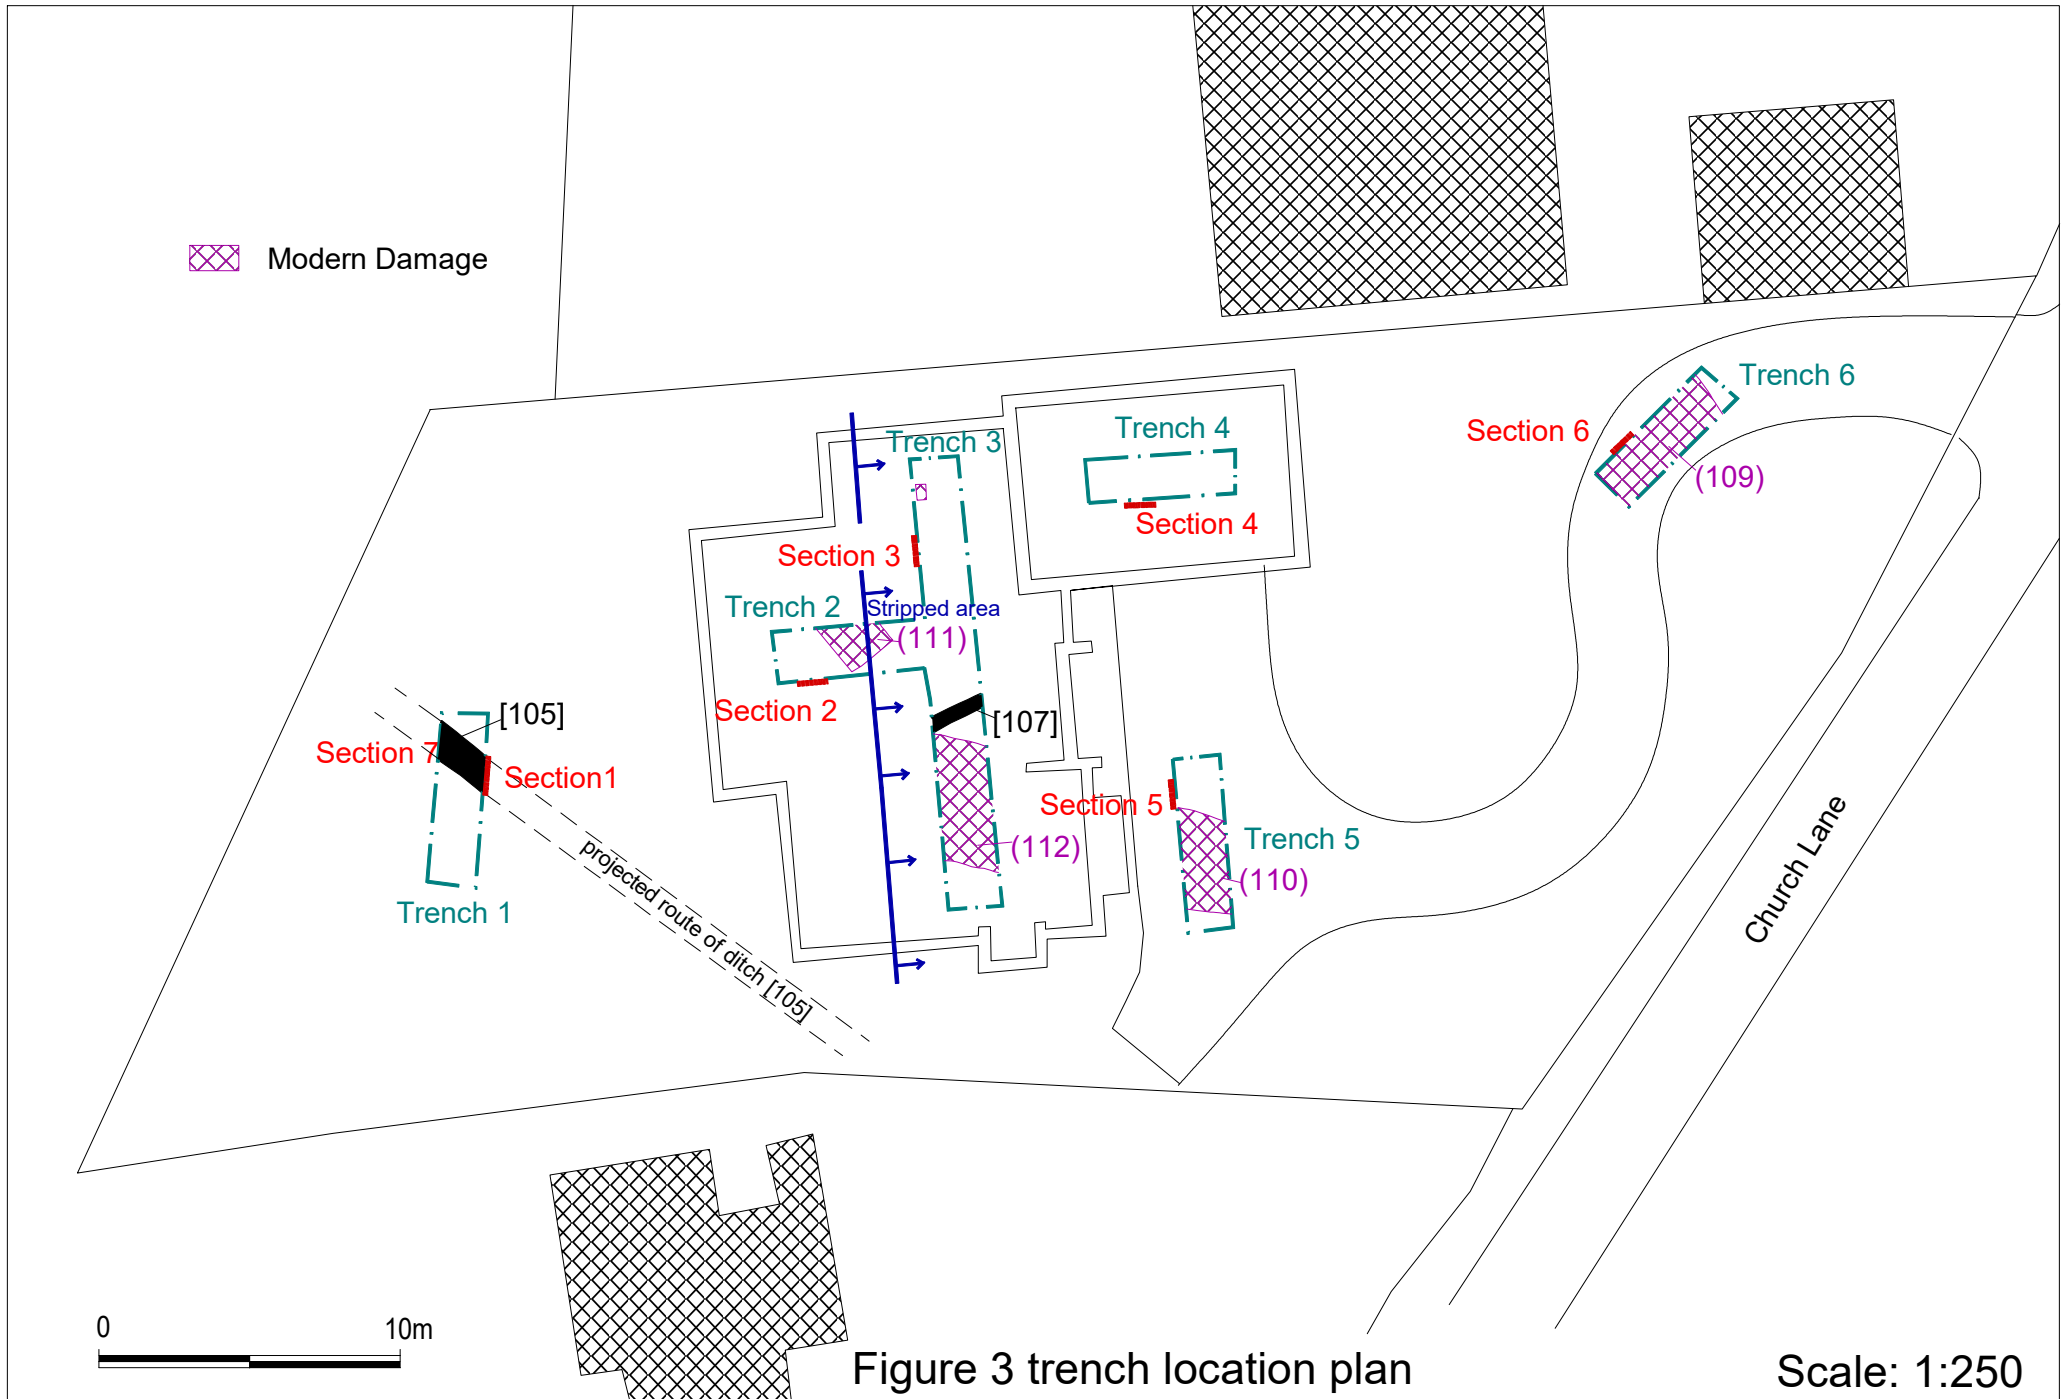 Modern Damage
Trench 6
Section 6
(109)
Trench 3
Trench 4
Section 4
Section 3
Trench 2
Stripped area
(111)
Section 2
[107]
[105]
Section 7
Section1
Section 5
Trench 5
(112)
(110)
Trench 1
projected route of ditch [105]
Church Lane
0
10m
Figure 3 trench location plan
Scale: 1:250